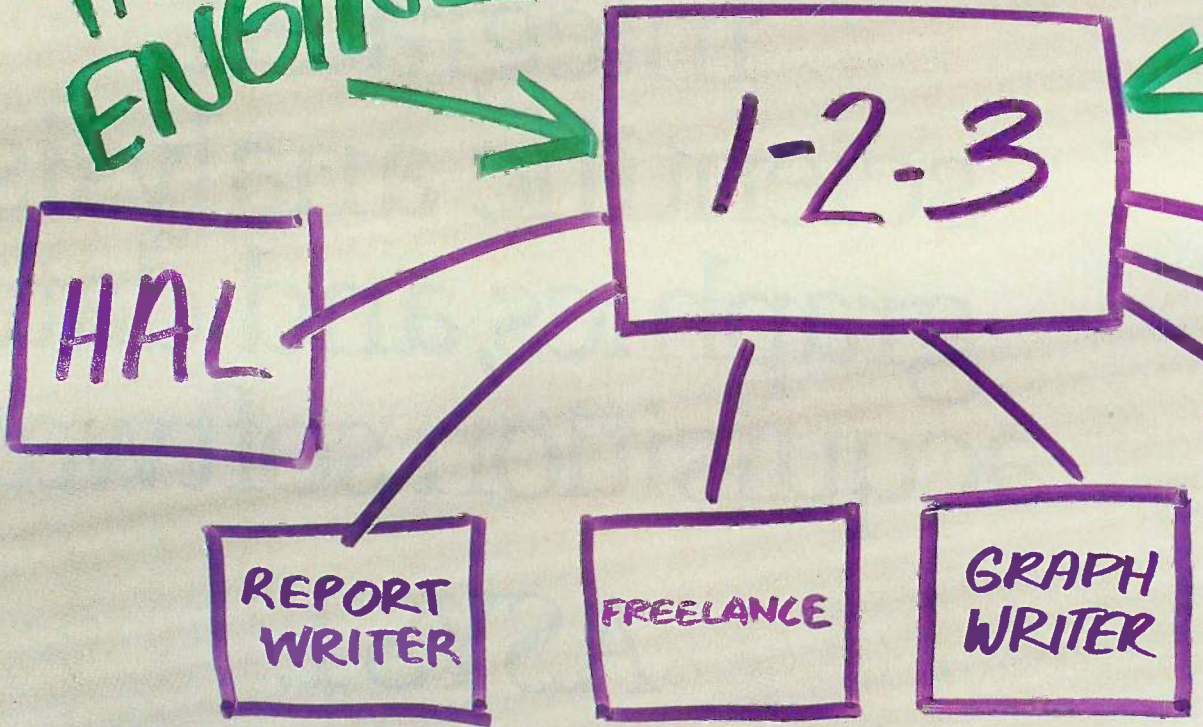 ENGINE
1-2-3
HAL
REPORT
WRITER
FREELANCE
GRAPH
WRITER